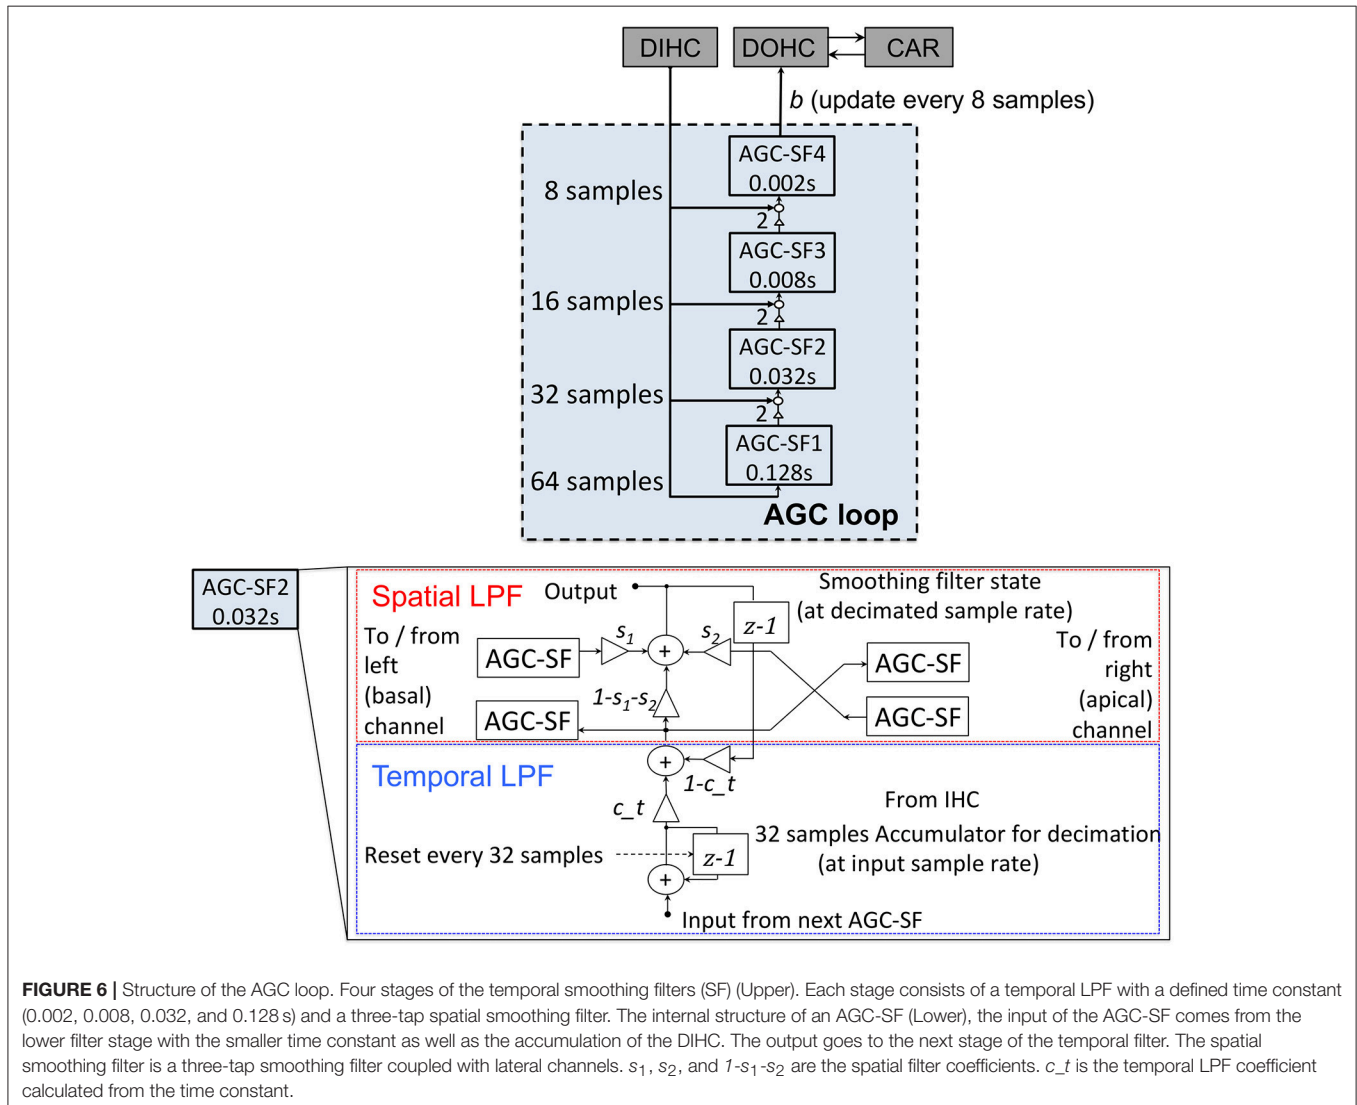 DIHC
DOHC
CAR
b (update every 8 samples)
AGC-SF4
0.002s
8 samples
2
AGC-SF3
0.008s
16 samples
2
AGC-SF2
0.032s
32 samples
2
AGC-SF1
0.128s
64 samples
AGC loop
AGC-SF2
0.032s
Spatial LPF
Output
Smoothing filter state
(at decimated sample rate)
z-1
To / from
left
(basal)
channel
AGC-SF
s1
+
s2
AGC-SF
To / from
right
(apical)
channel
1-s1-s2
AGC-SF
AGC-SF
Temporal LPF
+
1-c_t
c_t
From IHC
32 samples Accumulator for decimation
(at input sample rate)
Reset every 32 samples
z-1
+
Input from next AGC-SF
FIGURE 6 | Structure of the AGC loop. Four stages of the temporal smoothing filters (SF) (Upper). Each stage consists of a temporal LPF with a defined time constant
(0.002, 0.008, 0.032, and 0.128 s) and a three-tap spatial smoothing filter. The internal structure of an AGC-SF (Lower), the input of the AGC-SF comes from the
lower filter stage with the smaller time constant as well as the accumulation of the DIHC. The output goes to the next stage of the temporal filter. The spatial
smoothing filter is a three-tap smoothing filter coupled with lateral channels. s1, s2, and 1-s1-s2 are the spatial filter coefficients. c_t is the temporal LPF coefficient
calculated from the time constant.